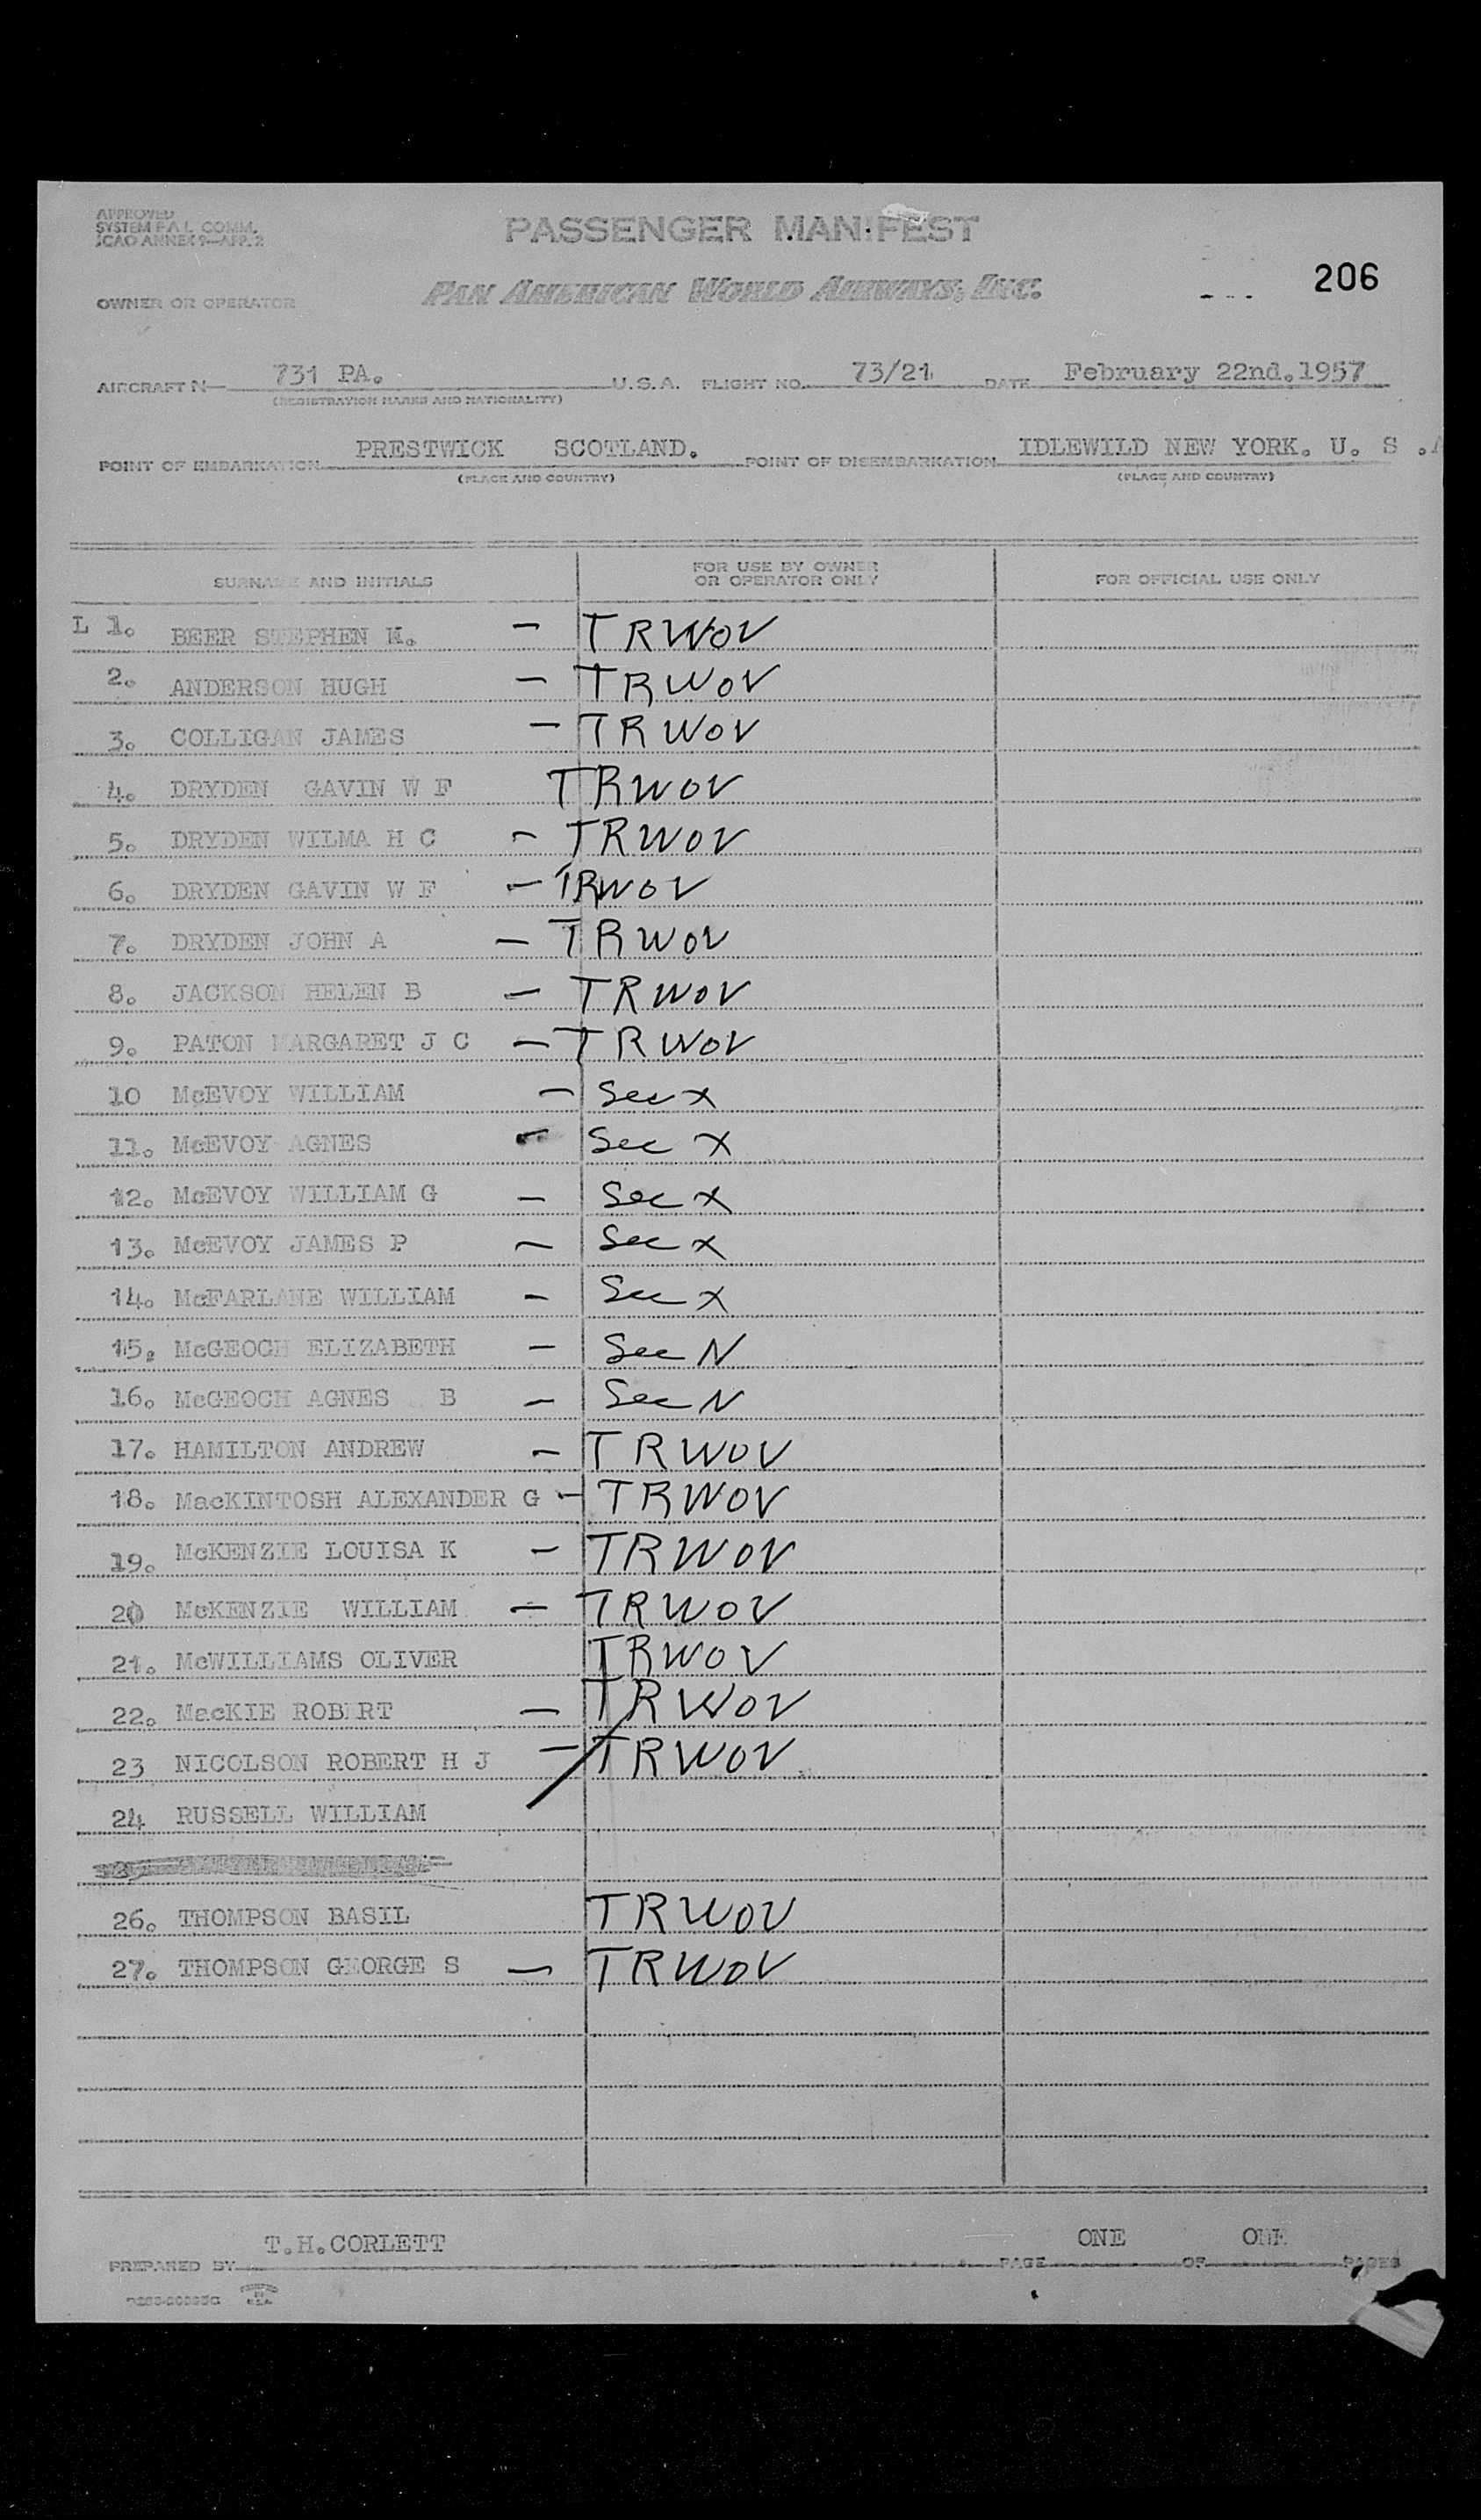 APPROVED
SYSTEM F A L COMM.
ICAO ANNEX 9—APP. 2
PASSENGER MANIFEST
206
OWNER OR OPERATOR PAN AMERICAN WORLD AIRWAYS, INC.
AIRCRAFT N— 731 PA. U.S.A. FLIGHT NO. 73/21 DATE February 22nd.1957
(REGISTRATION MARKS AND NATIONALITY)
POINT OF EMBARKATION PRESTWICK SCOTLAND. POINT OF DISEMBARKATION IDLEWILD NEW YORK. U. S .A
(PLACE AND COUNTRY) (PLACE AND COUNTRY)
SURNAME AND INITIALS FOR USE BY OWNER OR OPERATOR ONLY FOR OFFICIAL USE ONLY
L 1. BEER STEPHEN K. — TRWOV
2. ANDERSON HUGH — TRWOV
3. COLLIGAN JAMES — TRWOV
4. DRYDEN GAVIN W F TRWOV
5. DRYDEN WILMA H C — TRWOV
6. DRYDEN GAVIN W F — TRWOV
7. DRYDEN JOHN A — TRWOV
8. JACKSON HELEN B — TRWOV
9. PATON MARGARET J C — TRWOV
10 McEVOY WILLIAM — See X
11. McEVOY AGNES — See X
12. McEVOY WILLIAM G — See X
13. McEVOY JAMES P — See X
14. McFARLANE WILLIAM — See X
15. McGEOCH ELIZABETH — See N
16. McGEOCH AGNES B — See N
17. HAMILTON ANDREW — TRWOV
18. MacKINTOSH ALEXANDER G — TRWOV
19. McKENZIE LOUISA K — TRWOV
20 McKENZIE WILLIAM — TRWOV
21. McWILLIAMS OLIVER TRWOV
22. MacKIE ROBERT — TRWOV
23 NICOLSON ROBERT H J — TRWOV
24 RUSSELL WILLIAM
26. THOMPSON BASIL TRWOV
27. THOMPSON GEORGE S — TRWOV
PREPARED BY T.H.CORLETT PAGE ONE OF ONE PAGES